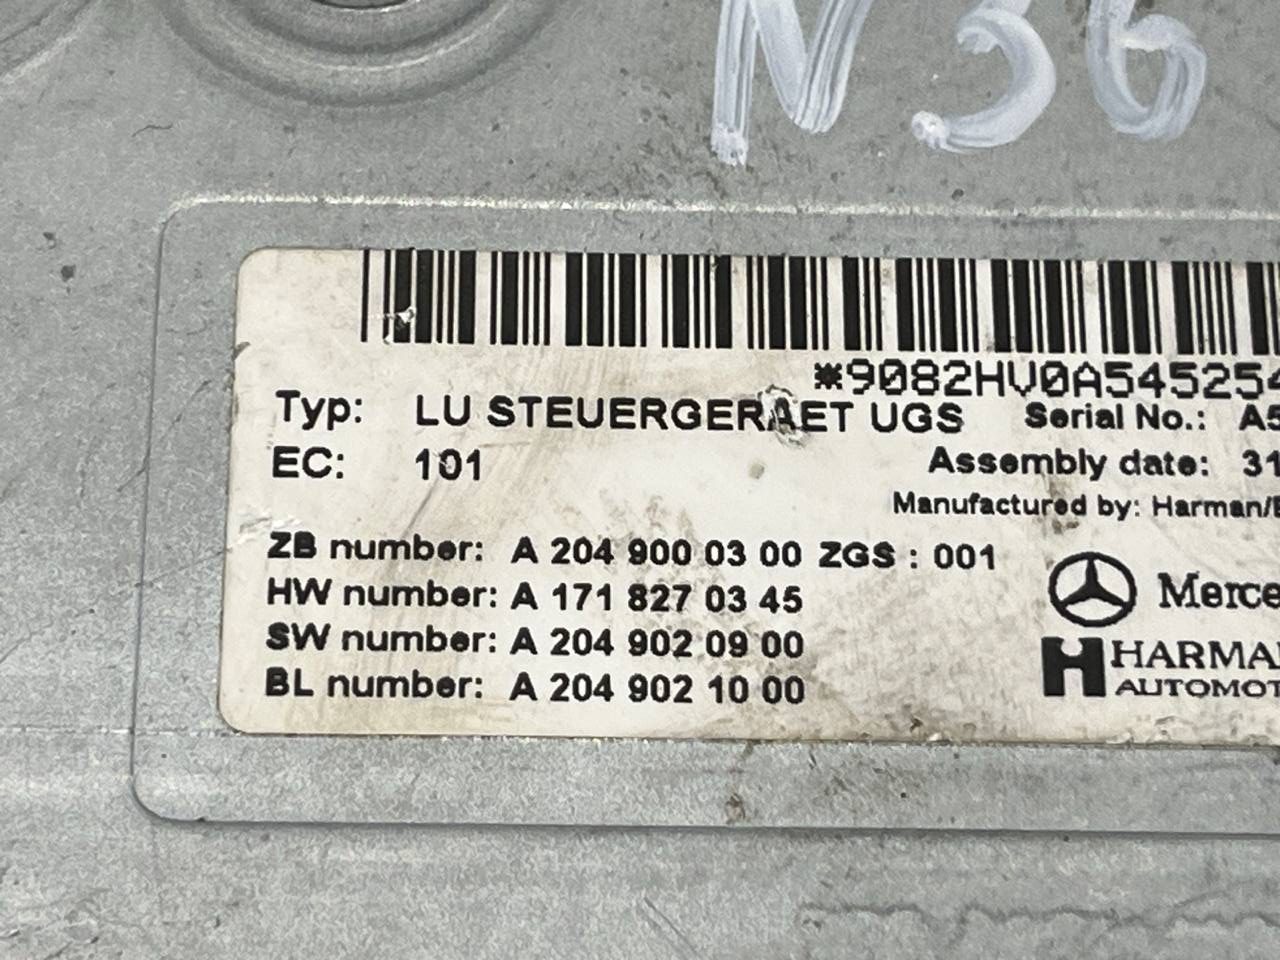 N36
*9082HV0A545254
Typ: LU STEUERGERAET UGS Serial No.: A5
EC: 101 Assembly date: 31
Manufactured by: Harman/
ZB number: A 204 900 03 00 ZGS : 001
HW number: A 171 827 03 45
SW number: A 204 902 09 00
BL number: A 204 902 10 00
Merce
HARMA
AUTOMOT